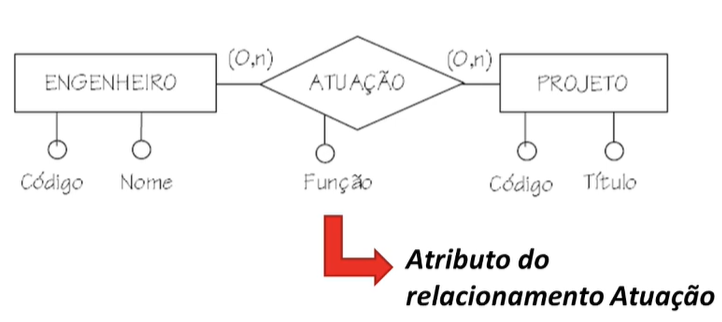 (0,n)
(0,n)
ENGENHEIRO
ATUAÇÃO
PROJETO
Código
Nome
Função
Código
Título
Atributo do
relacionamento Atuação